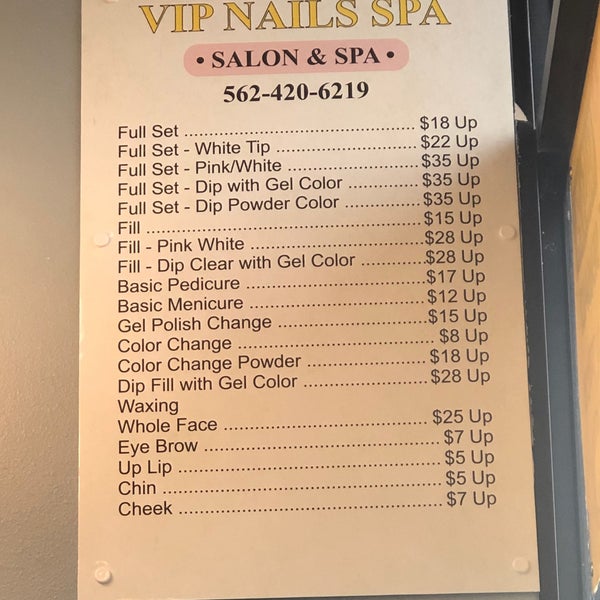 VIP NAILS SPA
• SALON & SPA •
562-420-6219
Full Set ............................................ $18 Up
Full Set - White Tip ........................... $22 Up
Full Set - Pink/White ......................... $35 Up
Full Set - Dip with Gel Color ............... $35 Up
Full Set - Dip Powder Color ............... $35 Up
Fill ..................................................... $15 Up
Fill - Pink White ................................. $28 Up
Fill - Dip Clear with Gel Color ............ $28 Up
Basic Pedicure .................................. $17 Up
Basic Menicure .................................. $12 Up
Gel Polish Change ............................ $15 Up
Color Change ..................................... $8 Up
Color Change Powder ....................... $18 Up
Dip Fill with Gel Color ........................ $28 Up
Waxing
Whole Face ....................................... $25 Up
Eye Brow ............................................ $7 Up
Up Lip ................................................. $5 Up
Chin .................................................... $5 Up
Cheek ................................................. $7 Up